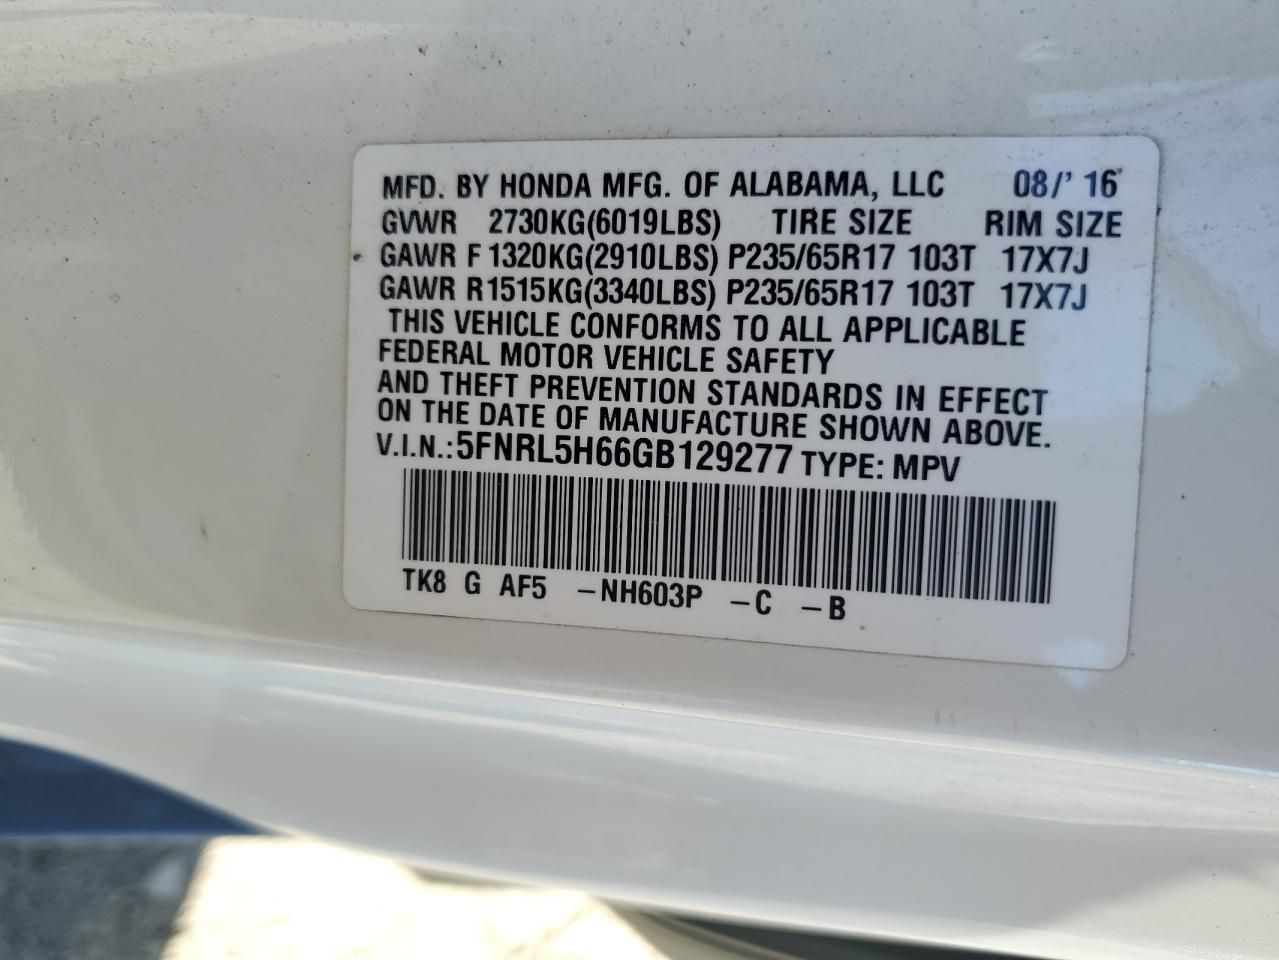 MFD. BY HONDA MFG. OF ALABAMA, LLC 08/' 16
GVWR 2730KG(6019LBS) TIRE SIZE RIM SIZE
GAWR F 1320KG(2910LBS) P235/65R17 103T 17X7J
GAWR R1515KG(3340LBS) P235/65R17 103T 17X7J
THIS VEHICLE CONFORMS TO ALL APPLICABLE
FEDERAL MOTOR VEHICLE SAFETY
AND THEFT PREVENTION STANDARDS IN EFFECT
ON THE DATE OF MANUFACTURE SHOWN ABOVE.
V.I.N.:5FNRL5H66GB129277 TYPE: MPV
TK8 G AF5 -NH603P -C -B